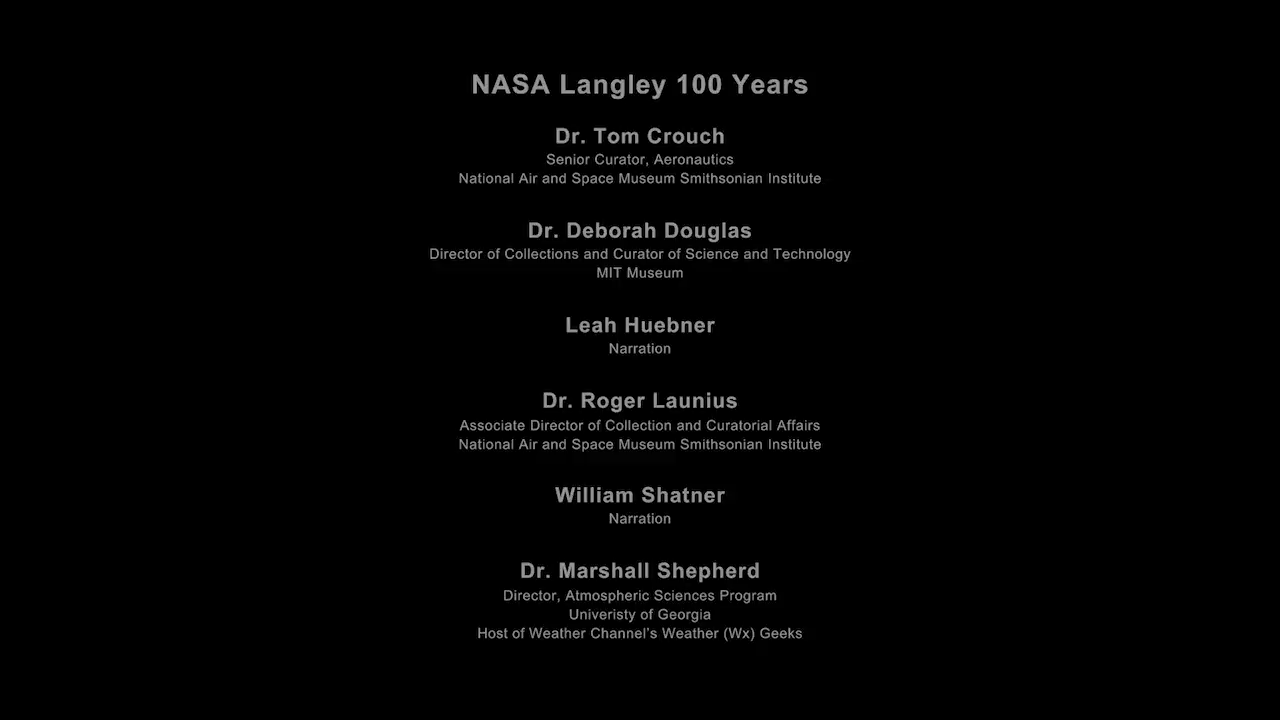 NASA Langley 100 Years
Dr. Tom Crouch
Senior Curator, Aeronautics
National Air and Space Museum Smithsonian Institute
Dr. Deborah Douglas
Director of Collections and Curator of Science and Technology
MIT Museum
Leah Huebner
Narration
Dr. Roger Launius
Associate Director of Collection and Curatorial Affairs
National Air and Space Museum Smithsonian Institute
William Shatner
Narration
Dr. Marshall Shepherd
Director, Atmospheric Sciences Program
Univeristy of Georgia
Host of Weather Channel’s Weather (Wx) Geeks